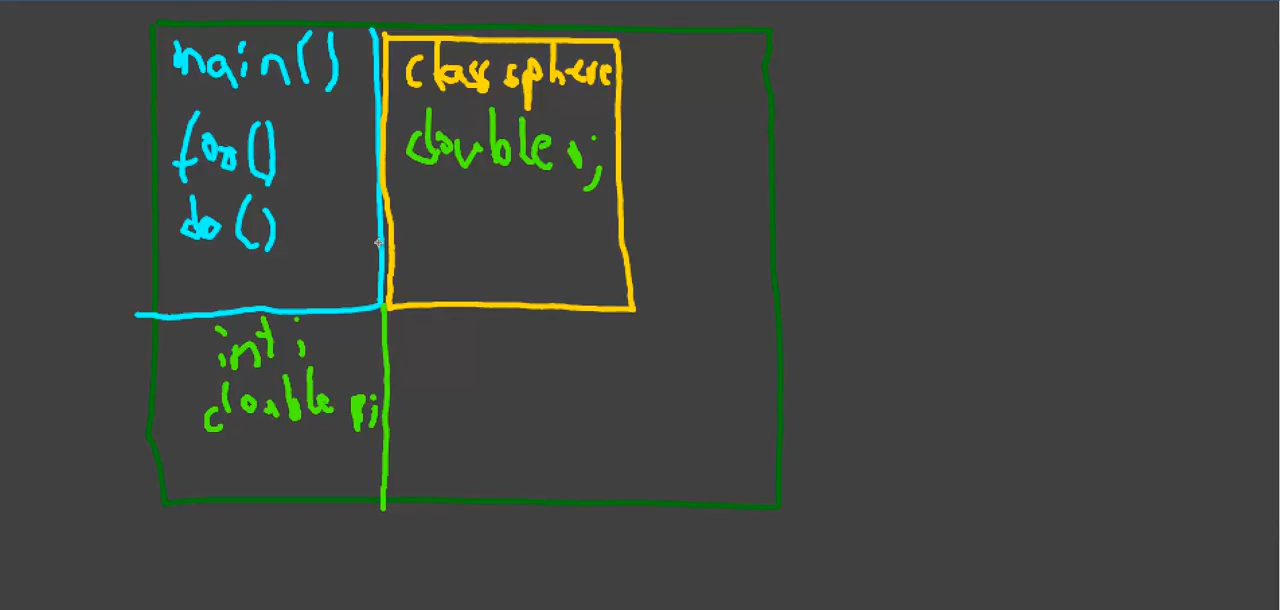 main()
foo()
do()
class sphere
double r;
int i
double pi